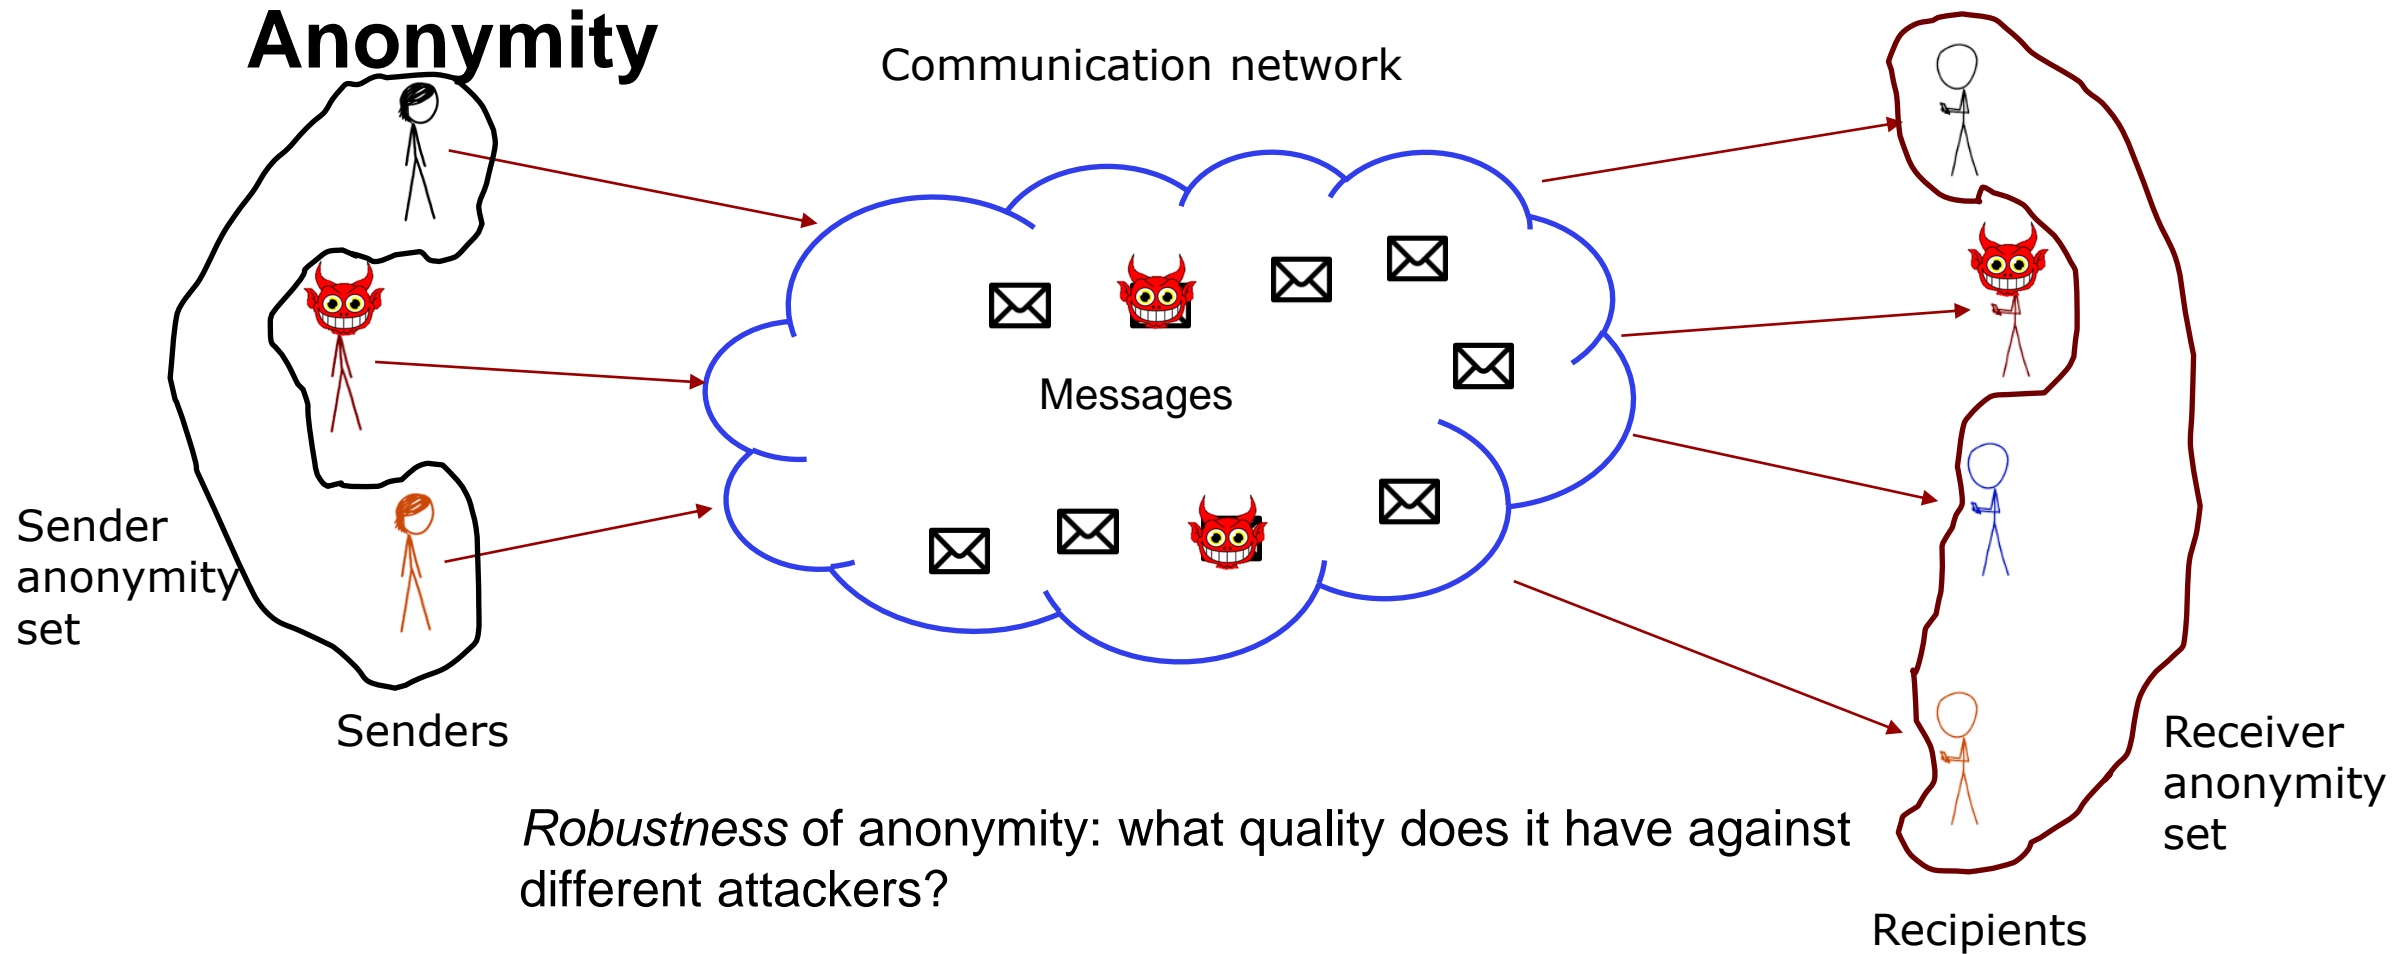 Anonymity
Communication network
Messages
Sender
anonymity
set
Senders
Receiver
anonymity
set
Robustness of anonymity: what quality does it have against
different attackers?
Recipients